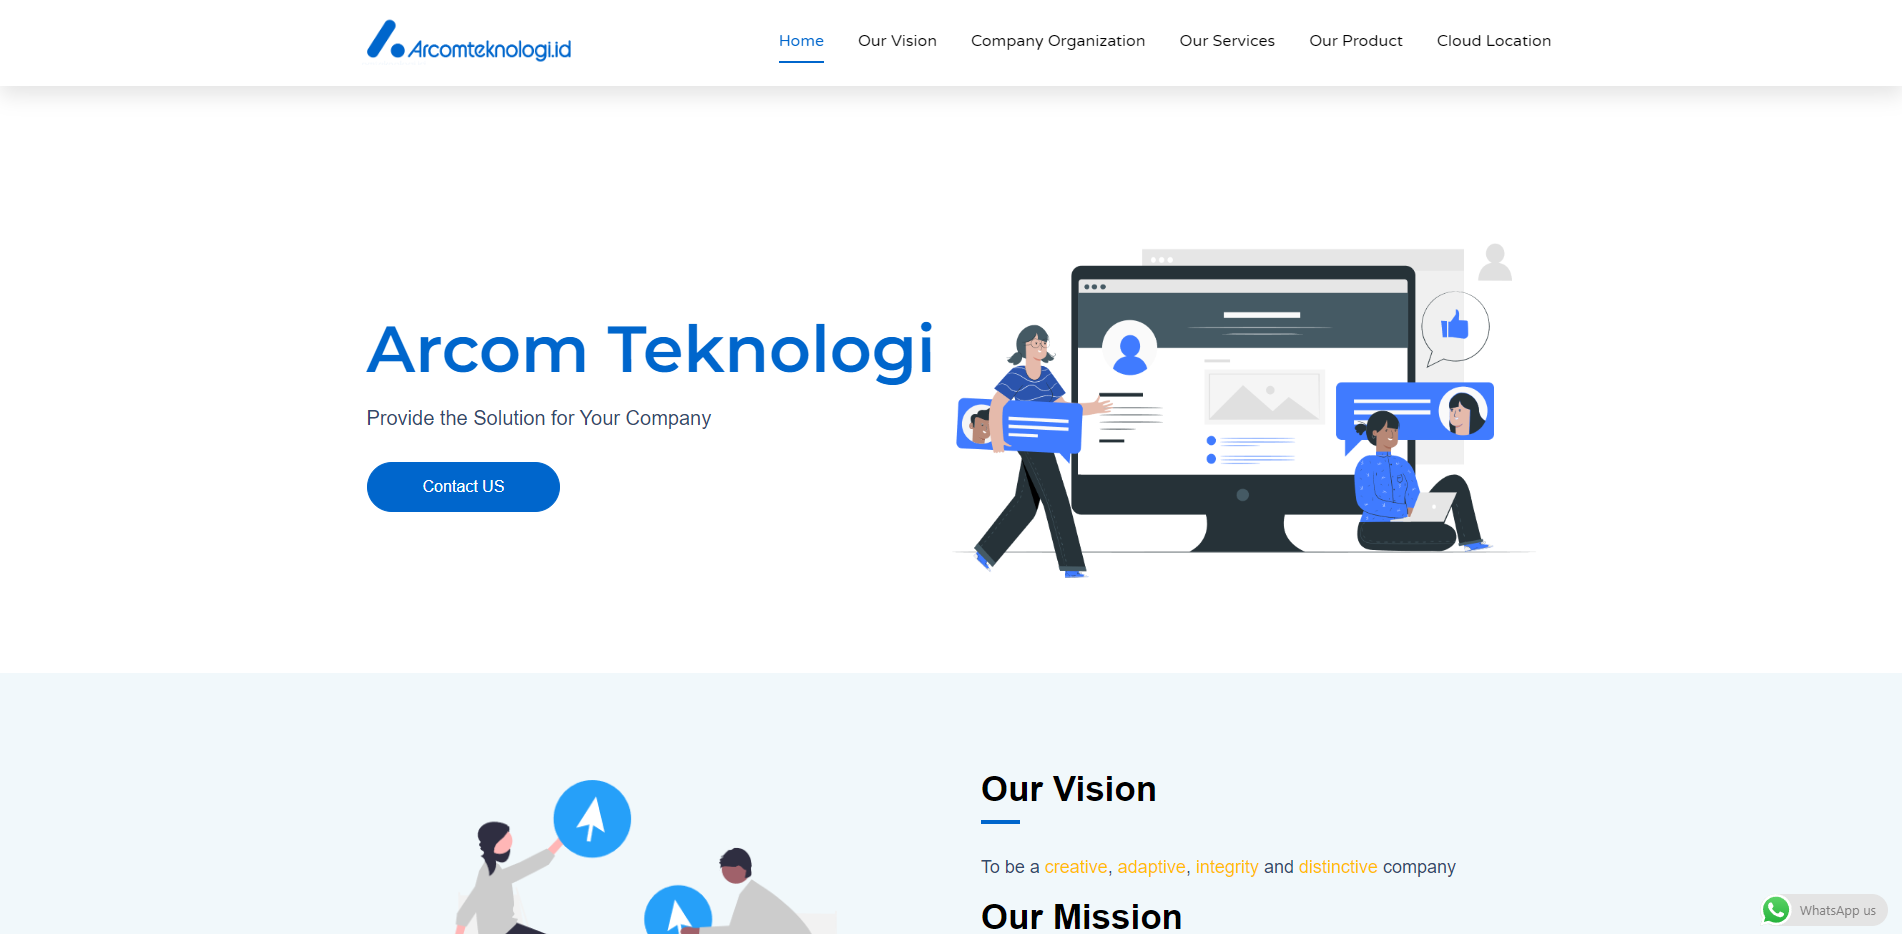 Arcomteknologi.id
Home Our Vision Company Organization Our Services Our Product Cloud Location
Arcom Teknologi
Provide the Solution for Your Company
Contact US
Our Vision
To be a creative, adaptive, integrity and distinctive company
Our Mission
WhatsApp us